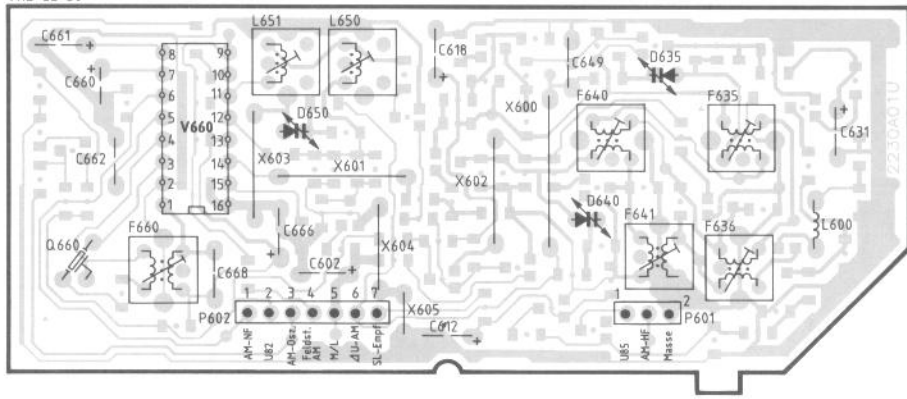 L651
L650
C661
8
9
C618
C649
D635
7
10
C660
6
11
X600
F640
F635
D650
5
12
V660
4
13
C631
2230A010
C662
3
14
X603
X601
X602
2
15
1
16
D640
F660
C666
X604
F641
F636
L600
Q660
C668
C602
1
2
3
4
5
6
7
P602
X605
C612
1
2
P601
AM-NF
U82
AM-Osz.
Feldst.
AM
M/L
ΔU-AM
SL-Empf
U85
AM-HF
Masse